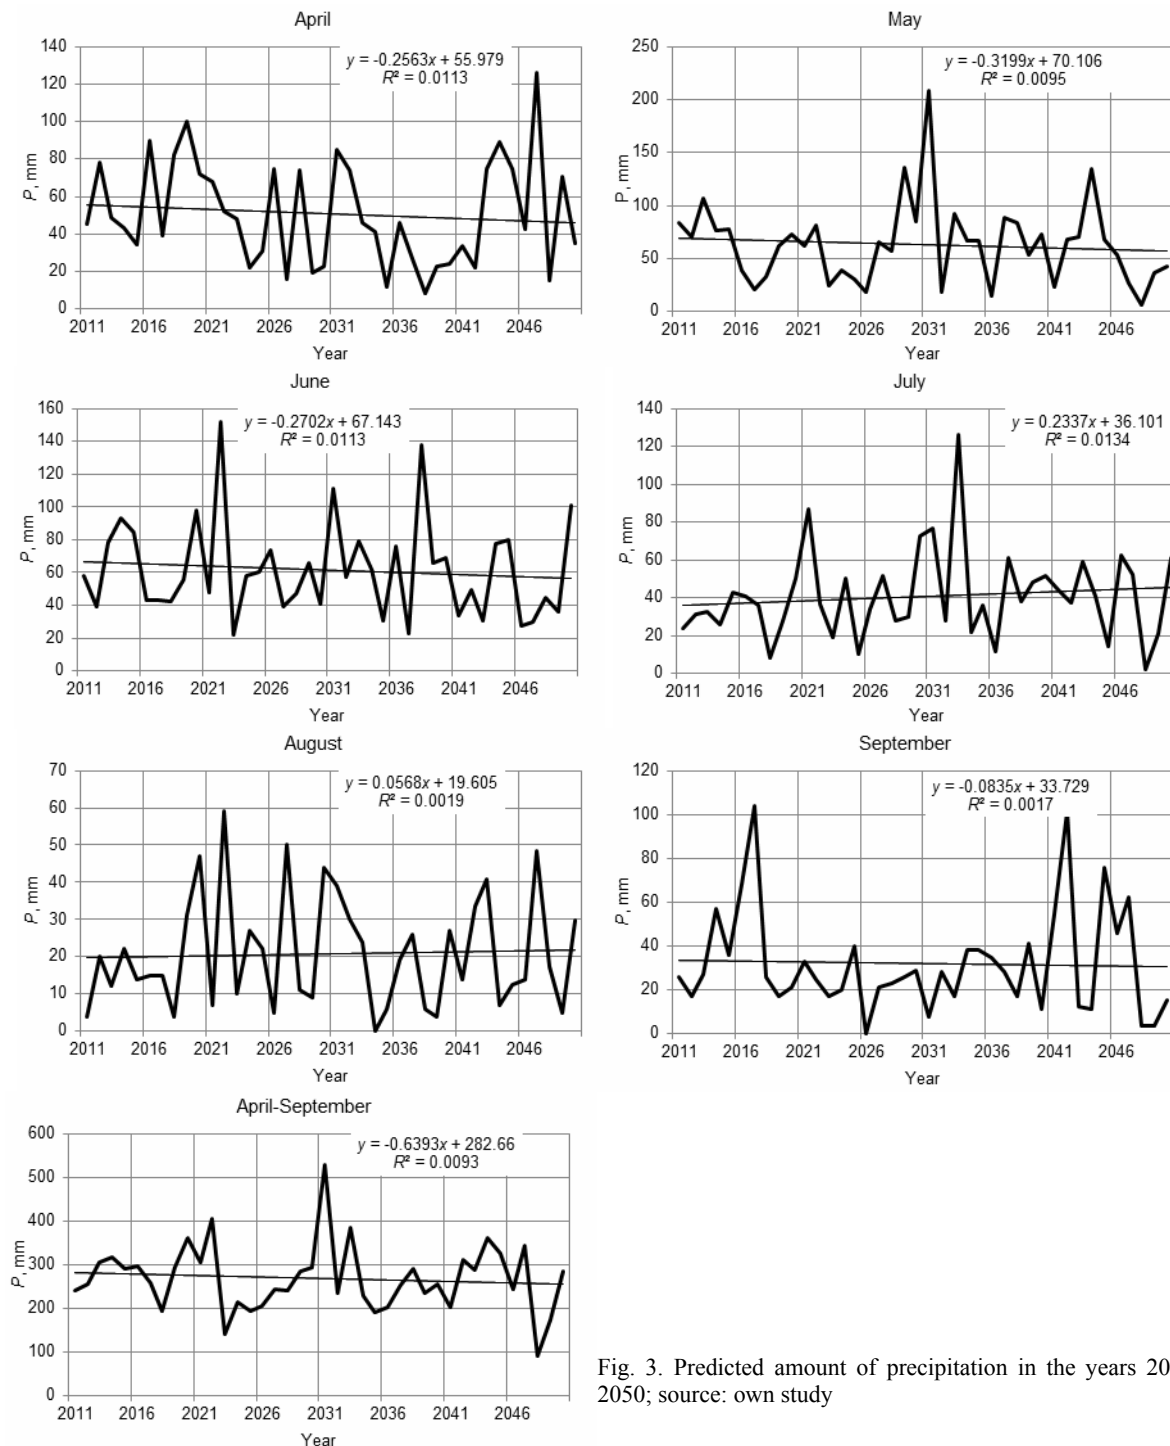 April
y = -0.2563x + 55.979
R² = 0.0113
P, mm
140
120
100
80
60
40
20
0
2011 2016 2021 2026 2031 2036 2041 2046
Year
May
y = -0.3199x + 70.106
R² = 0.0095
P, mm
250
200
150
100
50
0
2011 2016 2021 2026 2031 2036 2041 2046
Year
June
y = -0.2702x + 67.143
R² = 0.0113
P, mm
160
140
120
100
80
60
40
20
0
2011 2016 2021 2026 2031 2036 2041 2046
Year
July
y = 0.2337x + 36.101
R² = 0.0134
P, mm
140
120
100
80
60
40
20
0
2011 2016 2021 2026 2031 2036 2041 2046
Year
August
y = 0.0568x + 19.605
R² = 0.0019
P, mm
70
60
50
40
30
20
10
0
2011 2016 2021 2026 2031 2036 2041 2046
Year
September
y = -0.0835x + 33.729
R² = 0.0017
P, mm
120
100
80
60
40
20
0
2011 2016 2021 2026 2031 2036 2041 2046
Year
April-September
y = -0.6393x + 282.66
R² = 0.0093
P, mm
600
500
400
300
200
100
0
2011 2016 2021 2026 2031 2036 2041 2046
Year
Fig. 3. Predicted amount of precipitation in the years 20
2050; source: own study